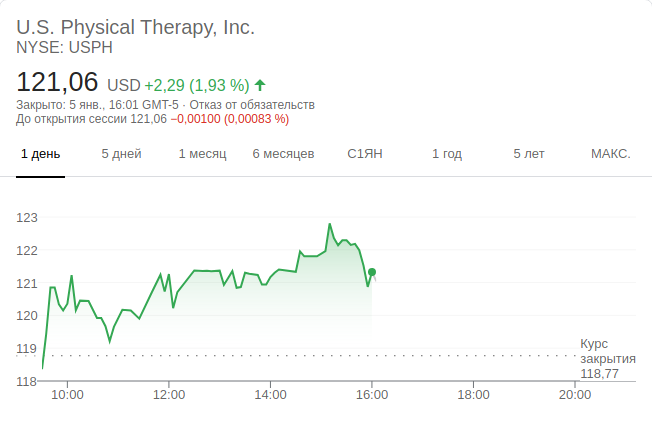 U.S. Physical Therapy, Inc.
NYSE: USPH
121,06 USD +2,29 (1,93 %)
Закрыто: 5 янв., 16:01 GMT-5 · Отказ от обязательств
До открытия сессии 121,06 −0,00100 (0,00083 %)
1 день 5 дней 1 месяц 6 месяцев С1ЯН 1 год 5 лет МАКС.
123
122
121
120
119
118
Курс
закрытия
118,77
10:00 12:00 14:00 16:00 18:00 20:00